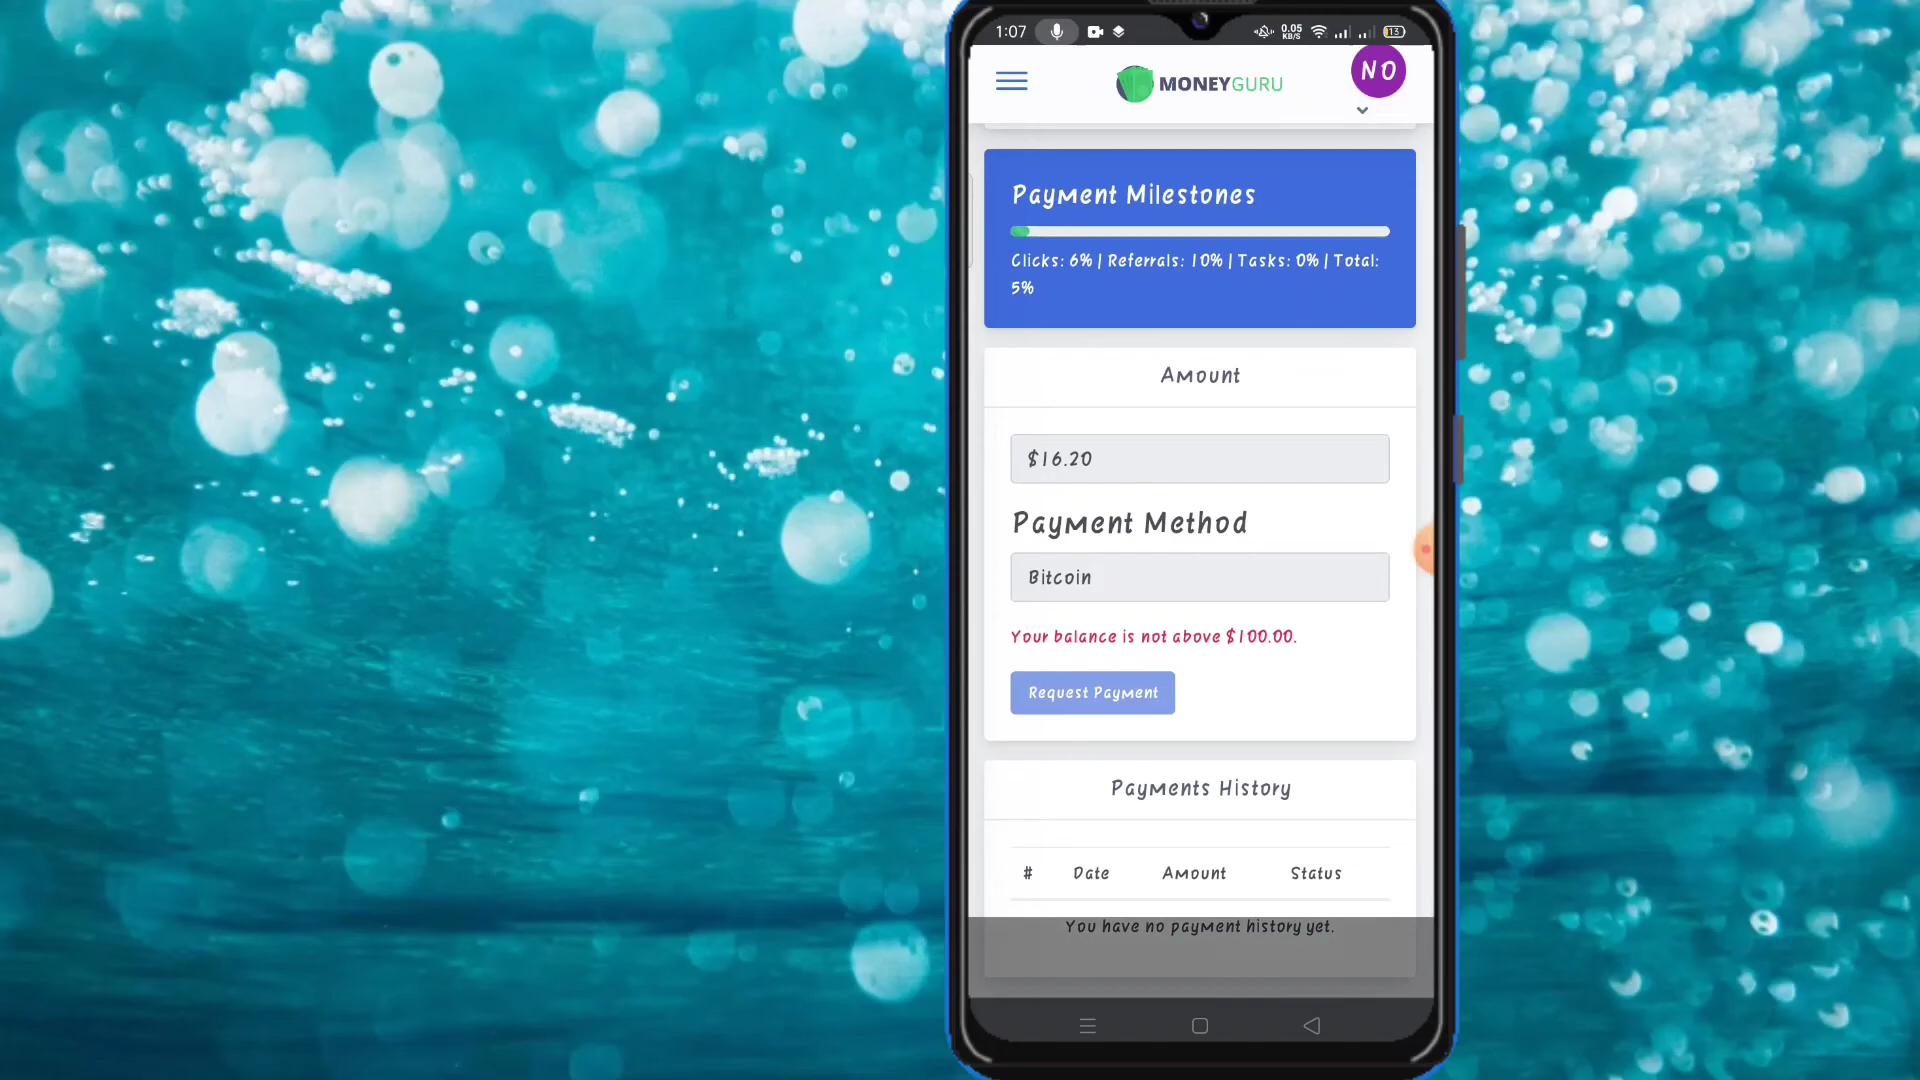 1:07
0.05
KB/S
13
MONEYGURU
NO
Payment Milestones
Clicks: 6% | Referrals: 10% | Tasks: 0% | Total:
5%
Amount
$16.20
Payment Method
Bitcoin
Your balance is not above $100.00.
Request Payment
Payments History
# Date Amount Status
You have no payment history yet.